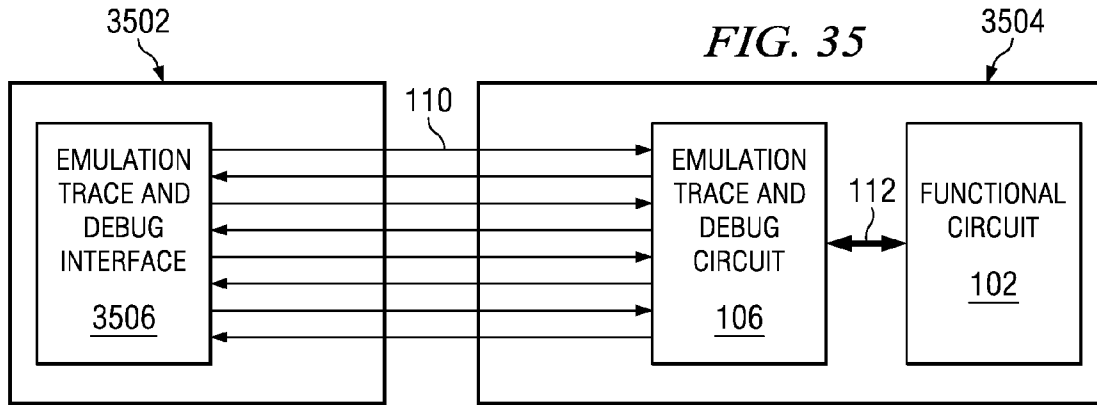 3502
FIG. 35
3504
110
EMULATION
TRACE AND
DEBUG
INTERFACE
3506
EMULATION
TRACE AND
DEBUG
CIRCUIT
106
112
FUNCTIONAL
CIRCUIT
102